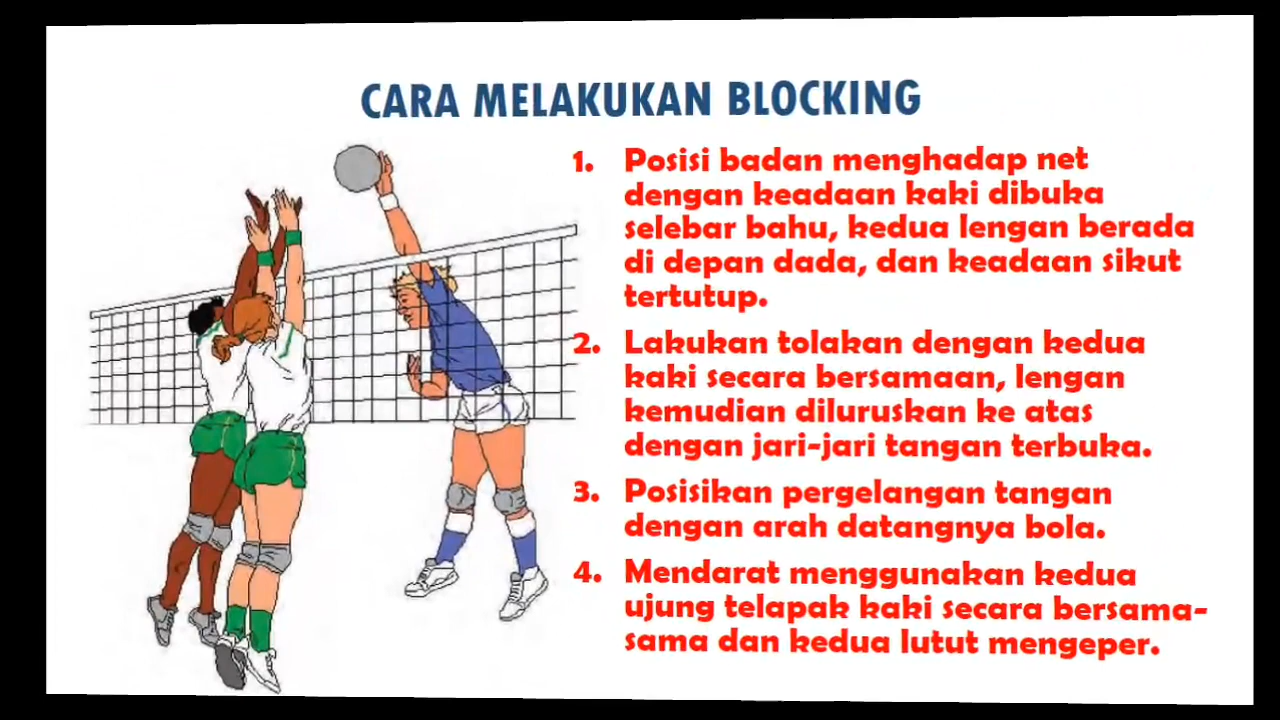 CARA MELAKUKAN BLOCKING
1. Posisi badan menghadap net
dengan keadaan kaki dibuka
selebar bahu, kedua lengan berada
di depan dada, dan keadaan sikut
tertutup.
2. Lakukan tolakan dengan kedua
kaki secara bersamaan, lengan
kemudian diluruskan ke atas
dengan jari-jari tangan terbuka.
3. Posisikan pergelangan tangan
dengan arah datangnya bola.
4. Mendarat menggunakan kedua
ujung telapak kaki secara bersama-
sama dan kedua lutut mengeper.